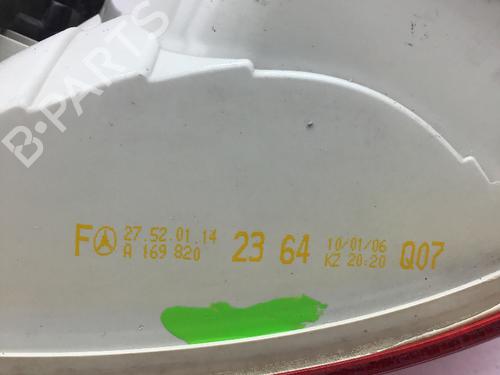 B-PARTS
F 27.52.01.14 23 64 10/01/06 Q07
A 169 820 KZ 20:20